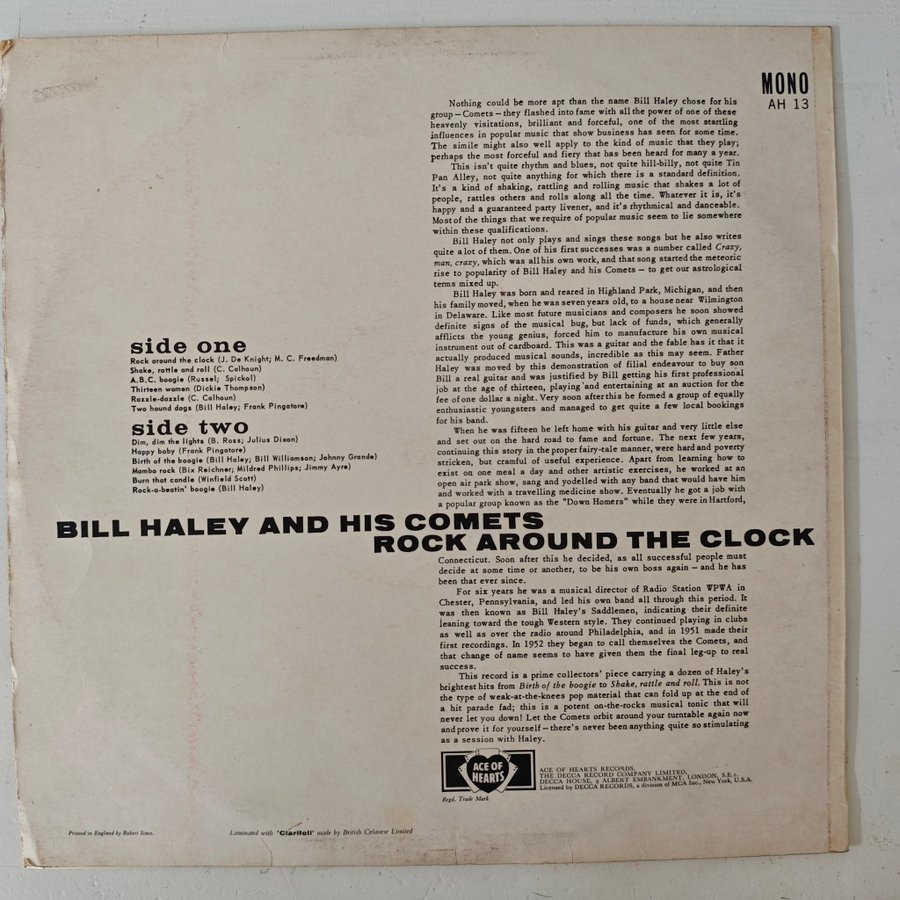 MONO
AH 13
Nothing could be more apt than the name Bill Haley chose for his
group – Comets – they flashed into fame with all the power of one of these
heavenly visitations, brilliant and forceful, one of the most startling
influences in popular music that show business has seen for some time.
The simile might also well apply to the kind of music that they play;
perhaps the most forceful and fiery that has been heard for many a year.
This isn't quite rhythm and blues, not quite hill-billy, not quite Tin
Pan Alley, not quite anything for which there is a standard definition.
It's a kind of shaking, rattling and rolling music that shakes a lot of
people, rattles others and rolls along all the time. Whatever it is, it's
happy and a guaranteed party livener, and it's rhythmical and danceable.
Most of the things that we require of popular music seem to lie somewhere
within these qualifications.
Bill Haley not only plays and sings these songs but he also writes
quite a lot of them. One of his first successes was a number called Crazy,
man, crazy, which was all his own work, and that song started the meteoric
rise to popularity of Bill Haley and his Comets – to get our astrological
terms mixed up.
Bill Haley was born and reared in Highland Park, Michigan, and then
his family moved, when he was seven years old, to a house near Wilmington
in Delaware. Like most future musicians and composers he soon showed
definite signs of the musical bug, but lack of funds, which generally
afflicts the young genius, forced him to manufacture his own musical
instrument out of cardboard. This was a guitar and the fable has it that it
actually produced musical sounds, incredible as this may seem. Father
Haley was moved by this demonstration of filial endeavour to buy son
Bill a real guitar and was justified by Bill getting his first professional
job at the age of thirteen, playing and entertaining at an auction for the
fee of one dollar a night. Very soon after this he formed a group of equally
enthusiastic youngsters and managed to get quite a few local bookings
for his band.
When he was fifteen he left home with his guitar and very little else
and set out on the hard road to fame and fortune. The next few years,
continuing this story in the proper fairy-tale manner, were hard and poverty
stricken, but cramful of useful experience. Apart from learning how to
exist on one meal a day and other artistic exercises, he worked at an
open air park show, sang and yodelled with any band that would have him
and worked with a travelling medicine show. Eventually he got a job with
a popular group known as the "Down Homers" while they were in Hartford,
side one
Rock around the clock (J. De Knight; M. C. Freedman)
Shake, rattle and roll (C. Calhoun)
A.B.C. boogie (Russel; Spickol)
Thirteen women (Dickie Thompson)
Razzle-dazzle (C. Calhoun)
Two hound dogs (Bill Haley; Frank Pingatore)
side two
Dim, dim the lights (B. Ross; Julius Dixon)
Happy baby (Frank Pingatore)
Birth of the boogie (Bill Haley; Bill Williamson; Johnny Grande)
Mambo rock (Bix Reichner; Mildred Phillips; Jimmy Ayre)
Burn that candle (Winfield Scott)
Rock-a-beatin' boogie (Bill Haley)
BILL HALEY AND HIS COMETS
ROCK AROUND THE CLOCK
Connecticut. Soon after this he decided, as all successful people must
decide at some time or another, to be his own boss again – and he has
been that ever since.
For six years he was a musical director of Radio Station WPWA in
Chester, Pennsylvania, and led his own band all through this period. It
was then known as Bill Haley's Saddlemen, indicating their definite
leaning toward the tough Western style. They continued playing in clubs
as well as over the radio around Philadelphia, and in 1951 made their
first recordings. In 1952 they began to call themselves the Comets, and
that change of name seems to have given them the final leg-up to real
success.
This record is a prime collectors' piece carrying a dozen of Haley's
brightest hits from Birth of the boogie to Shake, rattle and roll. This is not
the type of weak-at-the-knees pop material that can fold up at the end of
a hit parade fad; this is a potent on-the-rocks musical tonic that will
never let you down! Let the Comets orbit around your turntable again now
and prove it for yourself – there's never been anything quite so stimulating
as a session with Haley.
ACE OF
HEARTS
Regd. Trade Mark
ACE OF HEARTS RECORDS,
THE DECCA RECORD COMPANY LIMITED,
DECCA HOUSE, 9 ALBERT EMBANKMENT, LONDON, S.E.1.
Licensed by DECCA RECORDS, a division of MCA Inc., New York, U.S.A.
Printed in England by Robert Stace.
Laminated with 'Clarifoil' made by British Celanese Limited